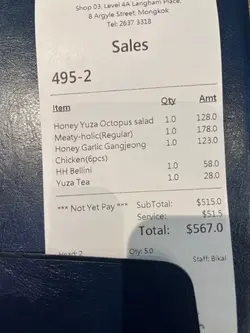 Shop 03, Level 4A Langham Place,
8 Argyle Street, Mongkok
Tel: 2637 3318
Sales
495-2
Item Qty Amt
Honey Yuza Octopus salad 1.0 128.0
Meaty-holic(Regular) 1.0 178.0
Honey Garlic Gangjeong 1.0 123.0
Chicken(6pcs)
HH Bellini 1.0 58.0
Yuza Tea 1.0 28.0
*** Not Yet Pay *** SubTotal: $515.0
Service: $51.5
Total: $567.0
Qty: 5.0
Staff: Bikai